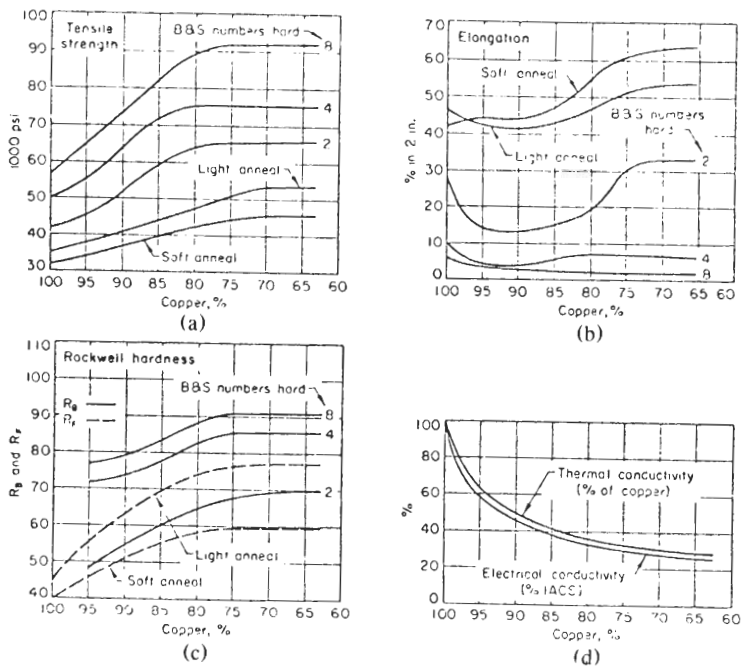 Tensile
strength
B&S numbers hard
8
4
2
Light anneal
Soft anneal
1000 psi
100
90
80
70
60
50
40
30
100 95 90 85 80 75 70 65 60
Copper, %
(a)
Elongation
Soft anneal
B&S numbers
hard
2
Light anneal
4
8
% in 2 in.
70
60
50
40
30
20
10
0
100 95 90 85 80 75 70 65 60
Copper, %
(b)
Rockwell hardness
B&S numbers hard
R_B
R_F
8
4
2
Light anneal
Soft anneal
R_B and R_F
110
100
90
80
70
60
50
40
100 95 90 85 80 75 70 65 60
Copper, %
(c)
Thermal conductivity
(% of copper)
Electrical conductivity
(% IACS)
%
100
80
60
40
20
0
100 95 90 85 80 75 70 65 60
Copper, %
(d)